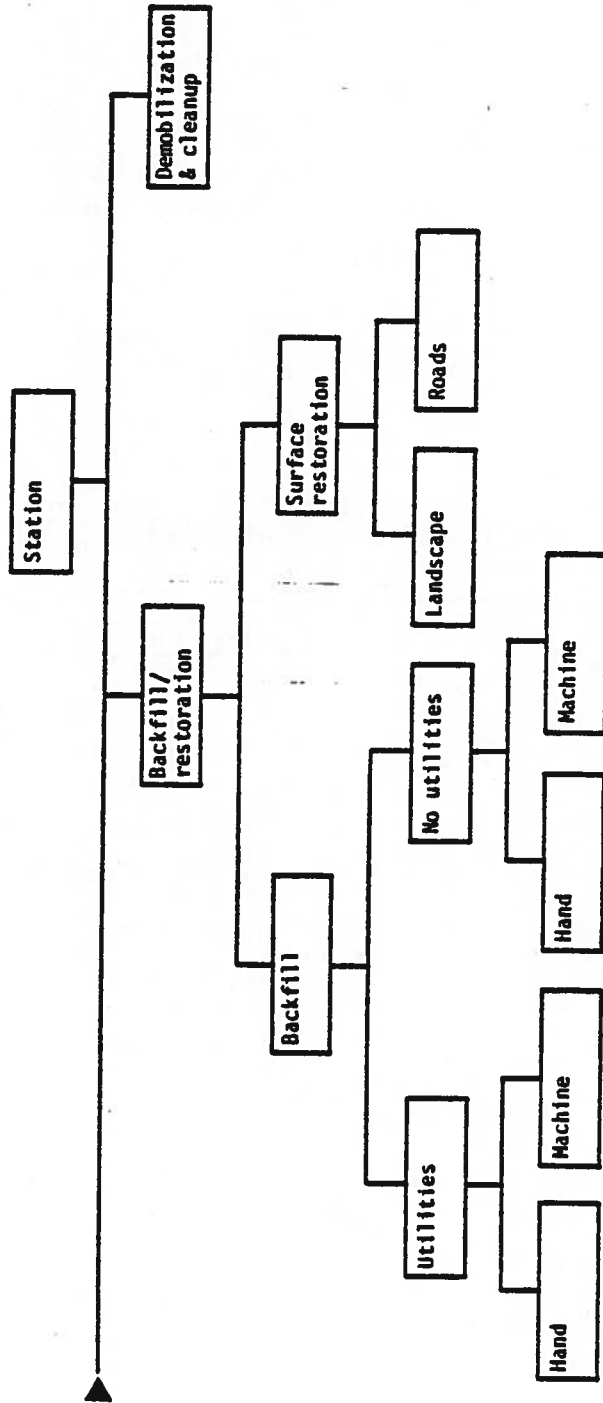 Station
Backfill/
restoration
Demobilization
& cleanup
Backfill
Surface
restoration
Utilities
No utilities
Landscape
Roads
Hand
Machine
Hand
Machine